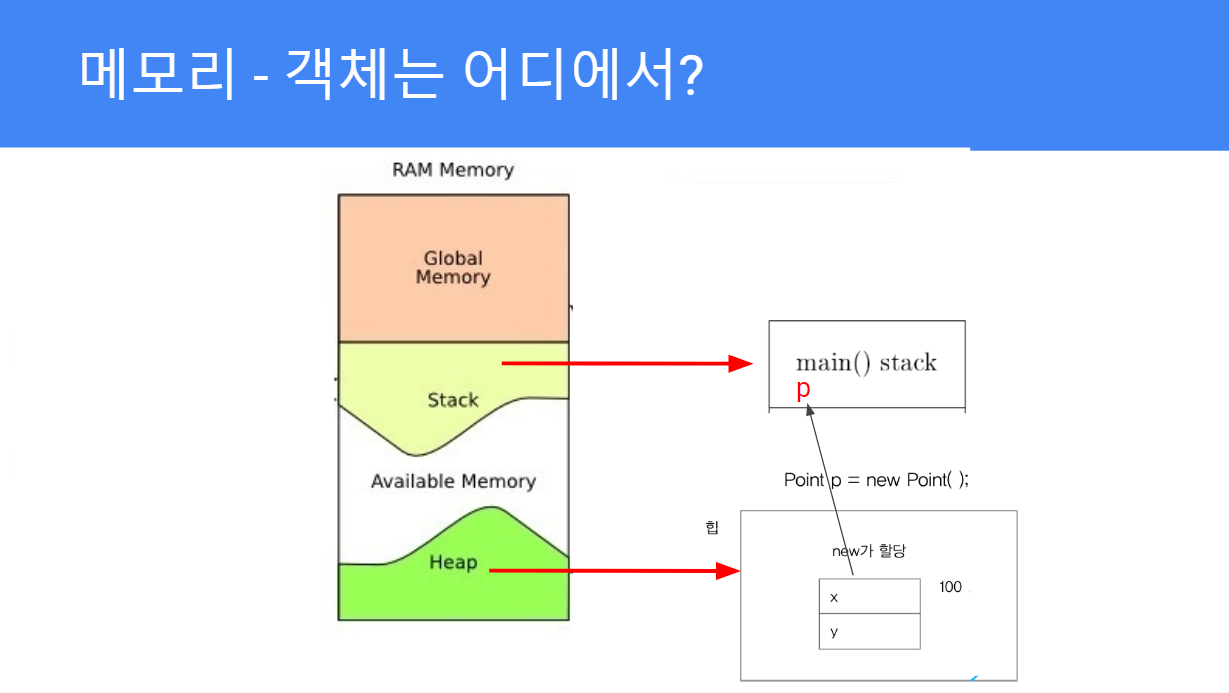 메모리 - 객체는 어디에서?
RAM Memory
Global
Memory
Stack
Available Memory
Heap
main() stack
p
Point p = new Point( );
힙
new가 할당
x
100
y